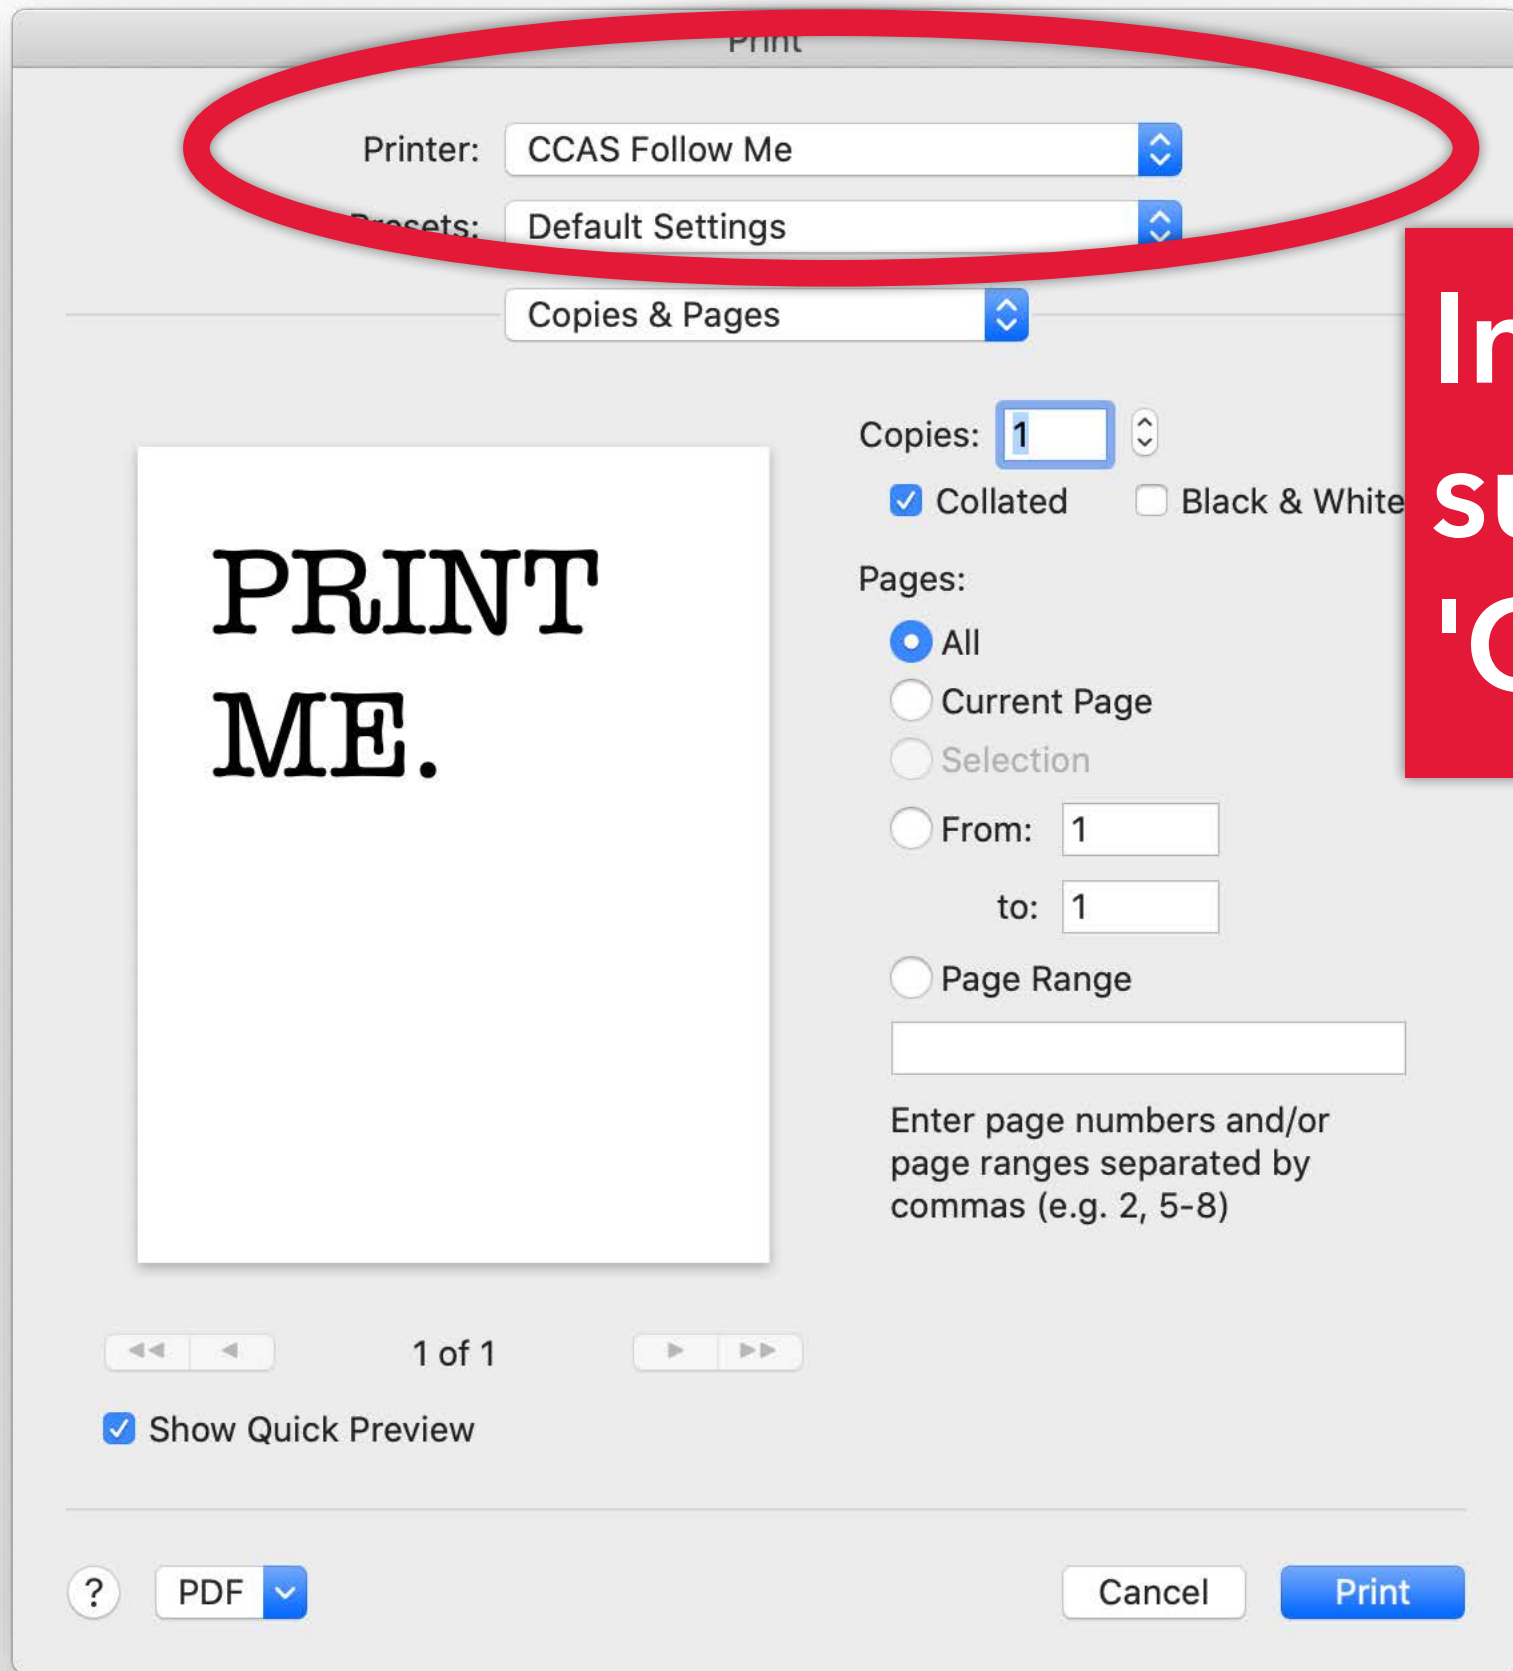 Print
Printer: CCAS Follow Me
Presets: Default Settings
Copies & Pages
Copies: 1
Collated Black & White
Pages:
All
Current Page
Selection
From: 1
to: 1
Page Range
Enter page numbers and/or
page ranges separated by
commas (e.g. 2, 5-8)
PRINT
ME.
1 of 1
Show Quick Preview
? PDF Cancel Print